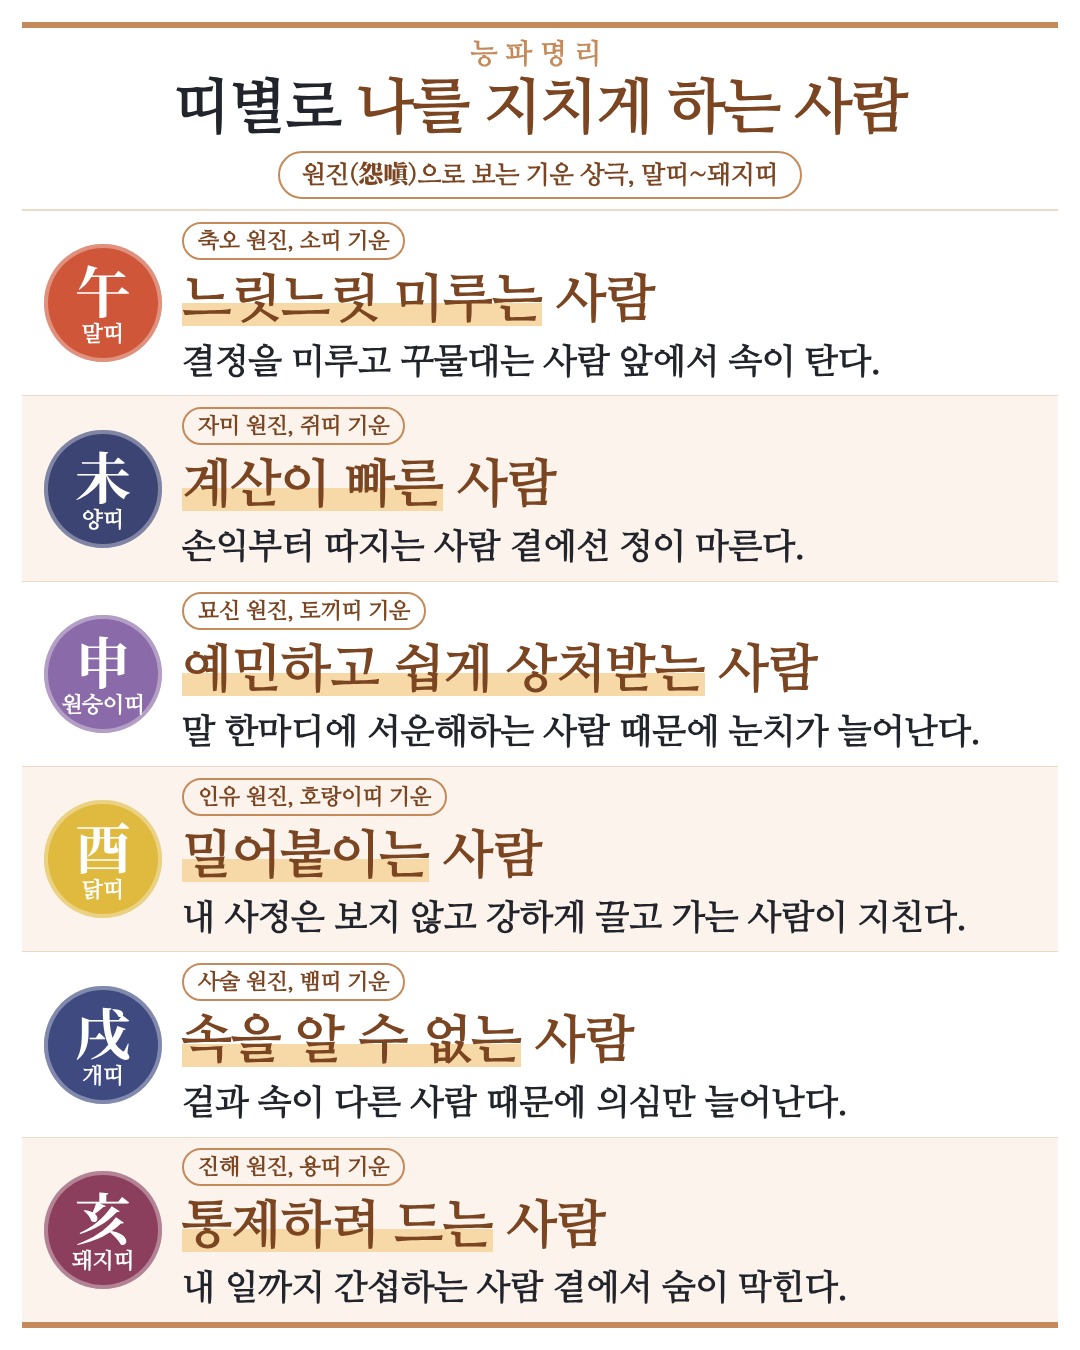 능파명리
띠별로 나를 지치게 하는 사람
원진(怨嗔)으로 보는 기운 상극, 말띠~돼지띠
축오 원진, 소띠 기운
午
말띠
느릿느릿 미루는 사람
결정을 미루고 꾸물대는 사람 앞에서 속이 탄다.
자미 원진, 쥐띠 기운
未
양띠
계산이 빠른 사람
손익부터 따지는 사람 곁에선 정이 마른다.
묘신 원진, 토끼띠 기운
申
원숭이띠
예민하고 쉽게 상처받는 사람
말 한마디에 서운해하는 사람 때문에 눈치가 늘어난다.
인유 원진, 호랑이띠 기운
酉
닭띠
밀어붙이는 사람
내 사정은 보지 않고 강하게 끌고 가는 사람이 지친다.
사술 원진, 뱀띠 기운
戌
개띠
속을 알 수 없는 사람
겉과 속이 다른 사람 때문에 의심만 늘어난다.
진해 원진, 용띠 기운
亥
돼지띠
통제하려 드는 사람
내 일까지 간섭하는 사람 곁에서 숨이 막힌다.